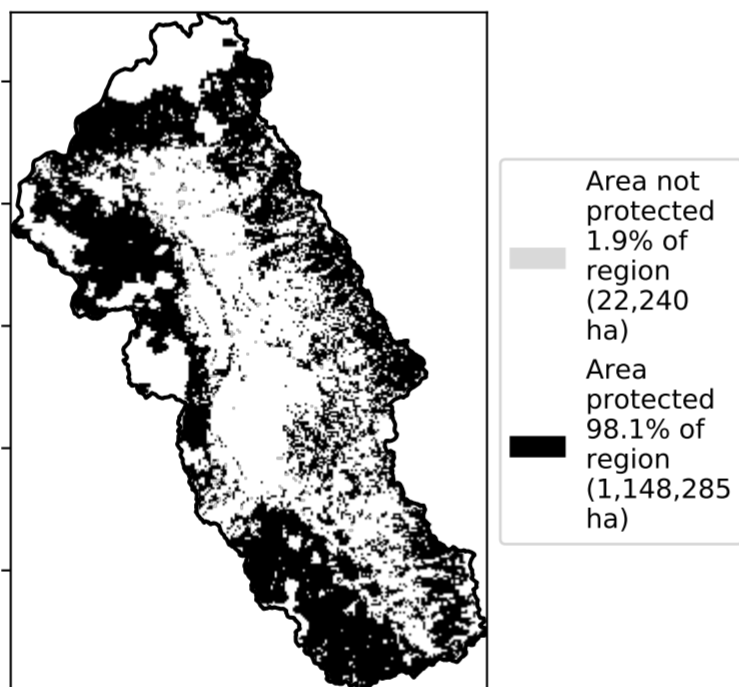 Area not
protected
1.9% of
region
(22,240
ha)
Area
protected
98.1% of
region
(1,148,285
ha)